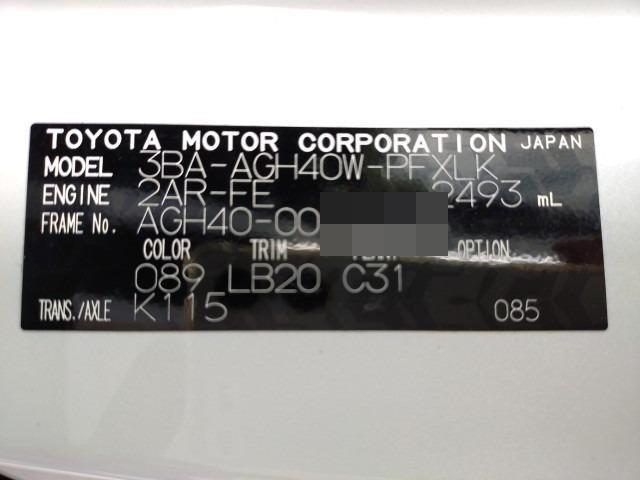 TOYOTA MOTOR CORPORATION JAPAN
MODEL 3BA-AGH40W-PFXLK
ENGINE 2AR-FE 2493 mL
FRAME No. AGH40-00
COLOR TRIM OPTION
089 LB20 C31
TRANS./AXLE K115 085